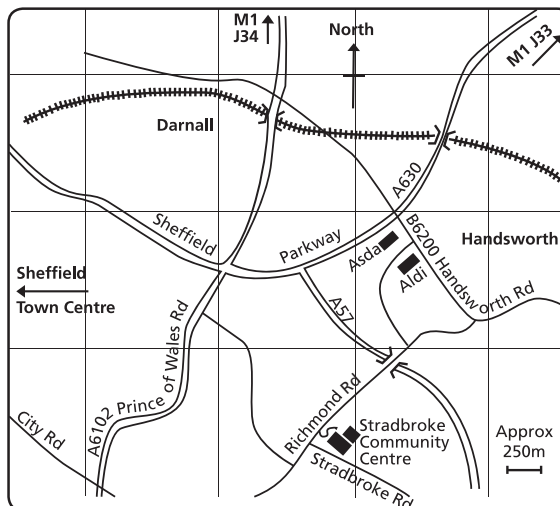 M1
J34
North
M1 J33
Darnall
A630
Sheffield
Parkway
B6200 Handsworth Rd
Handsworth
Asda
Aldi
Sheffield
Town Centre
A57
A6102 Prince of Wales Rd
Richmond Rd
City Rd
Stradbroke
Community
Centre
Stradbroke Rd
Approx
250m